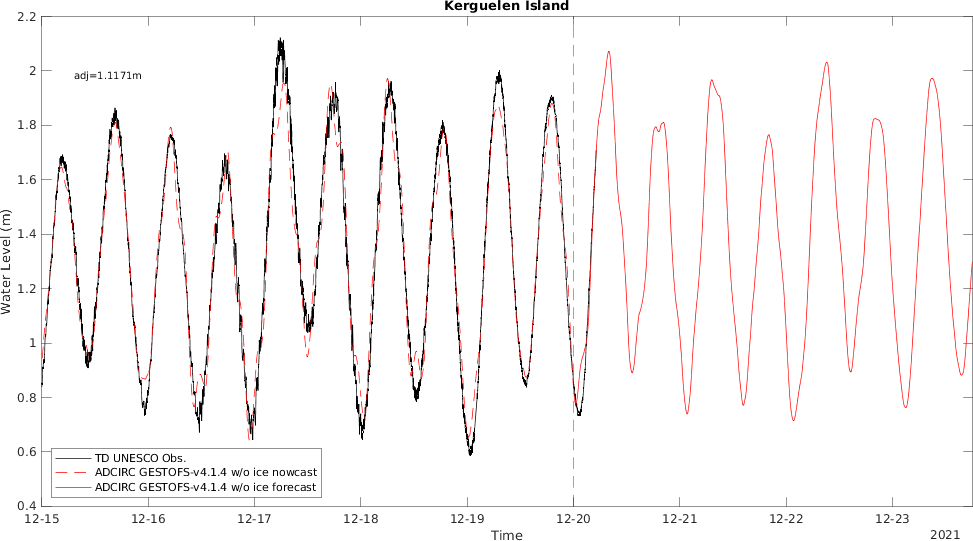 Kerguelen Island
2.2
2
1.8
1.6
1.4
1.2
1
0.8
0.6
0.4
Water Level (m)
adj=1.1171m
TD UNESCO Obs.
ADCIRC GESTOFS-v4.1.4 w/o ice nowcast
ADCIRC GESTOFS-v4.1.4 w/o ice forecast
12-15 12-16 12-17 12-18 12-19 12-20 12-21 12-22 12-23
Time
2021